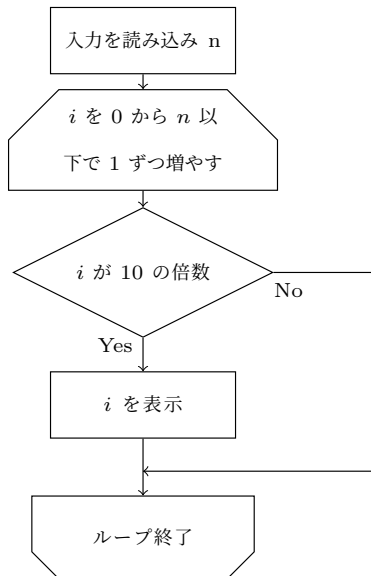 入力を読み込み n
i を 0 から n 以
下で 1 ずつ増やす
i が 10 の倍数
No
Yes
i を表示
ループ終了